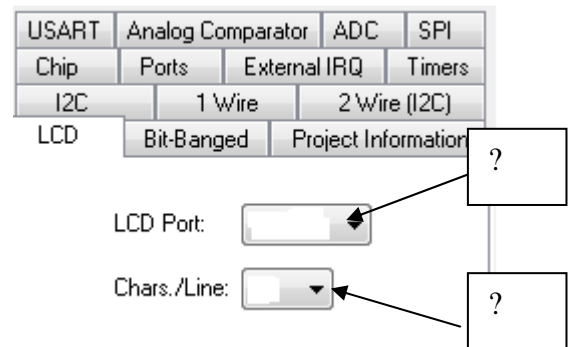 USART Analog Comparator ADC SPI
Chip Ports External IRQ Timers
I2C 1 Wire 2 Wire (I2C)
LCD Bit-Banged Project Information
?
LCD Port:
Chars./Line:
?